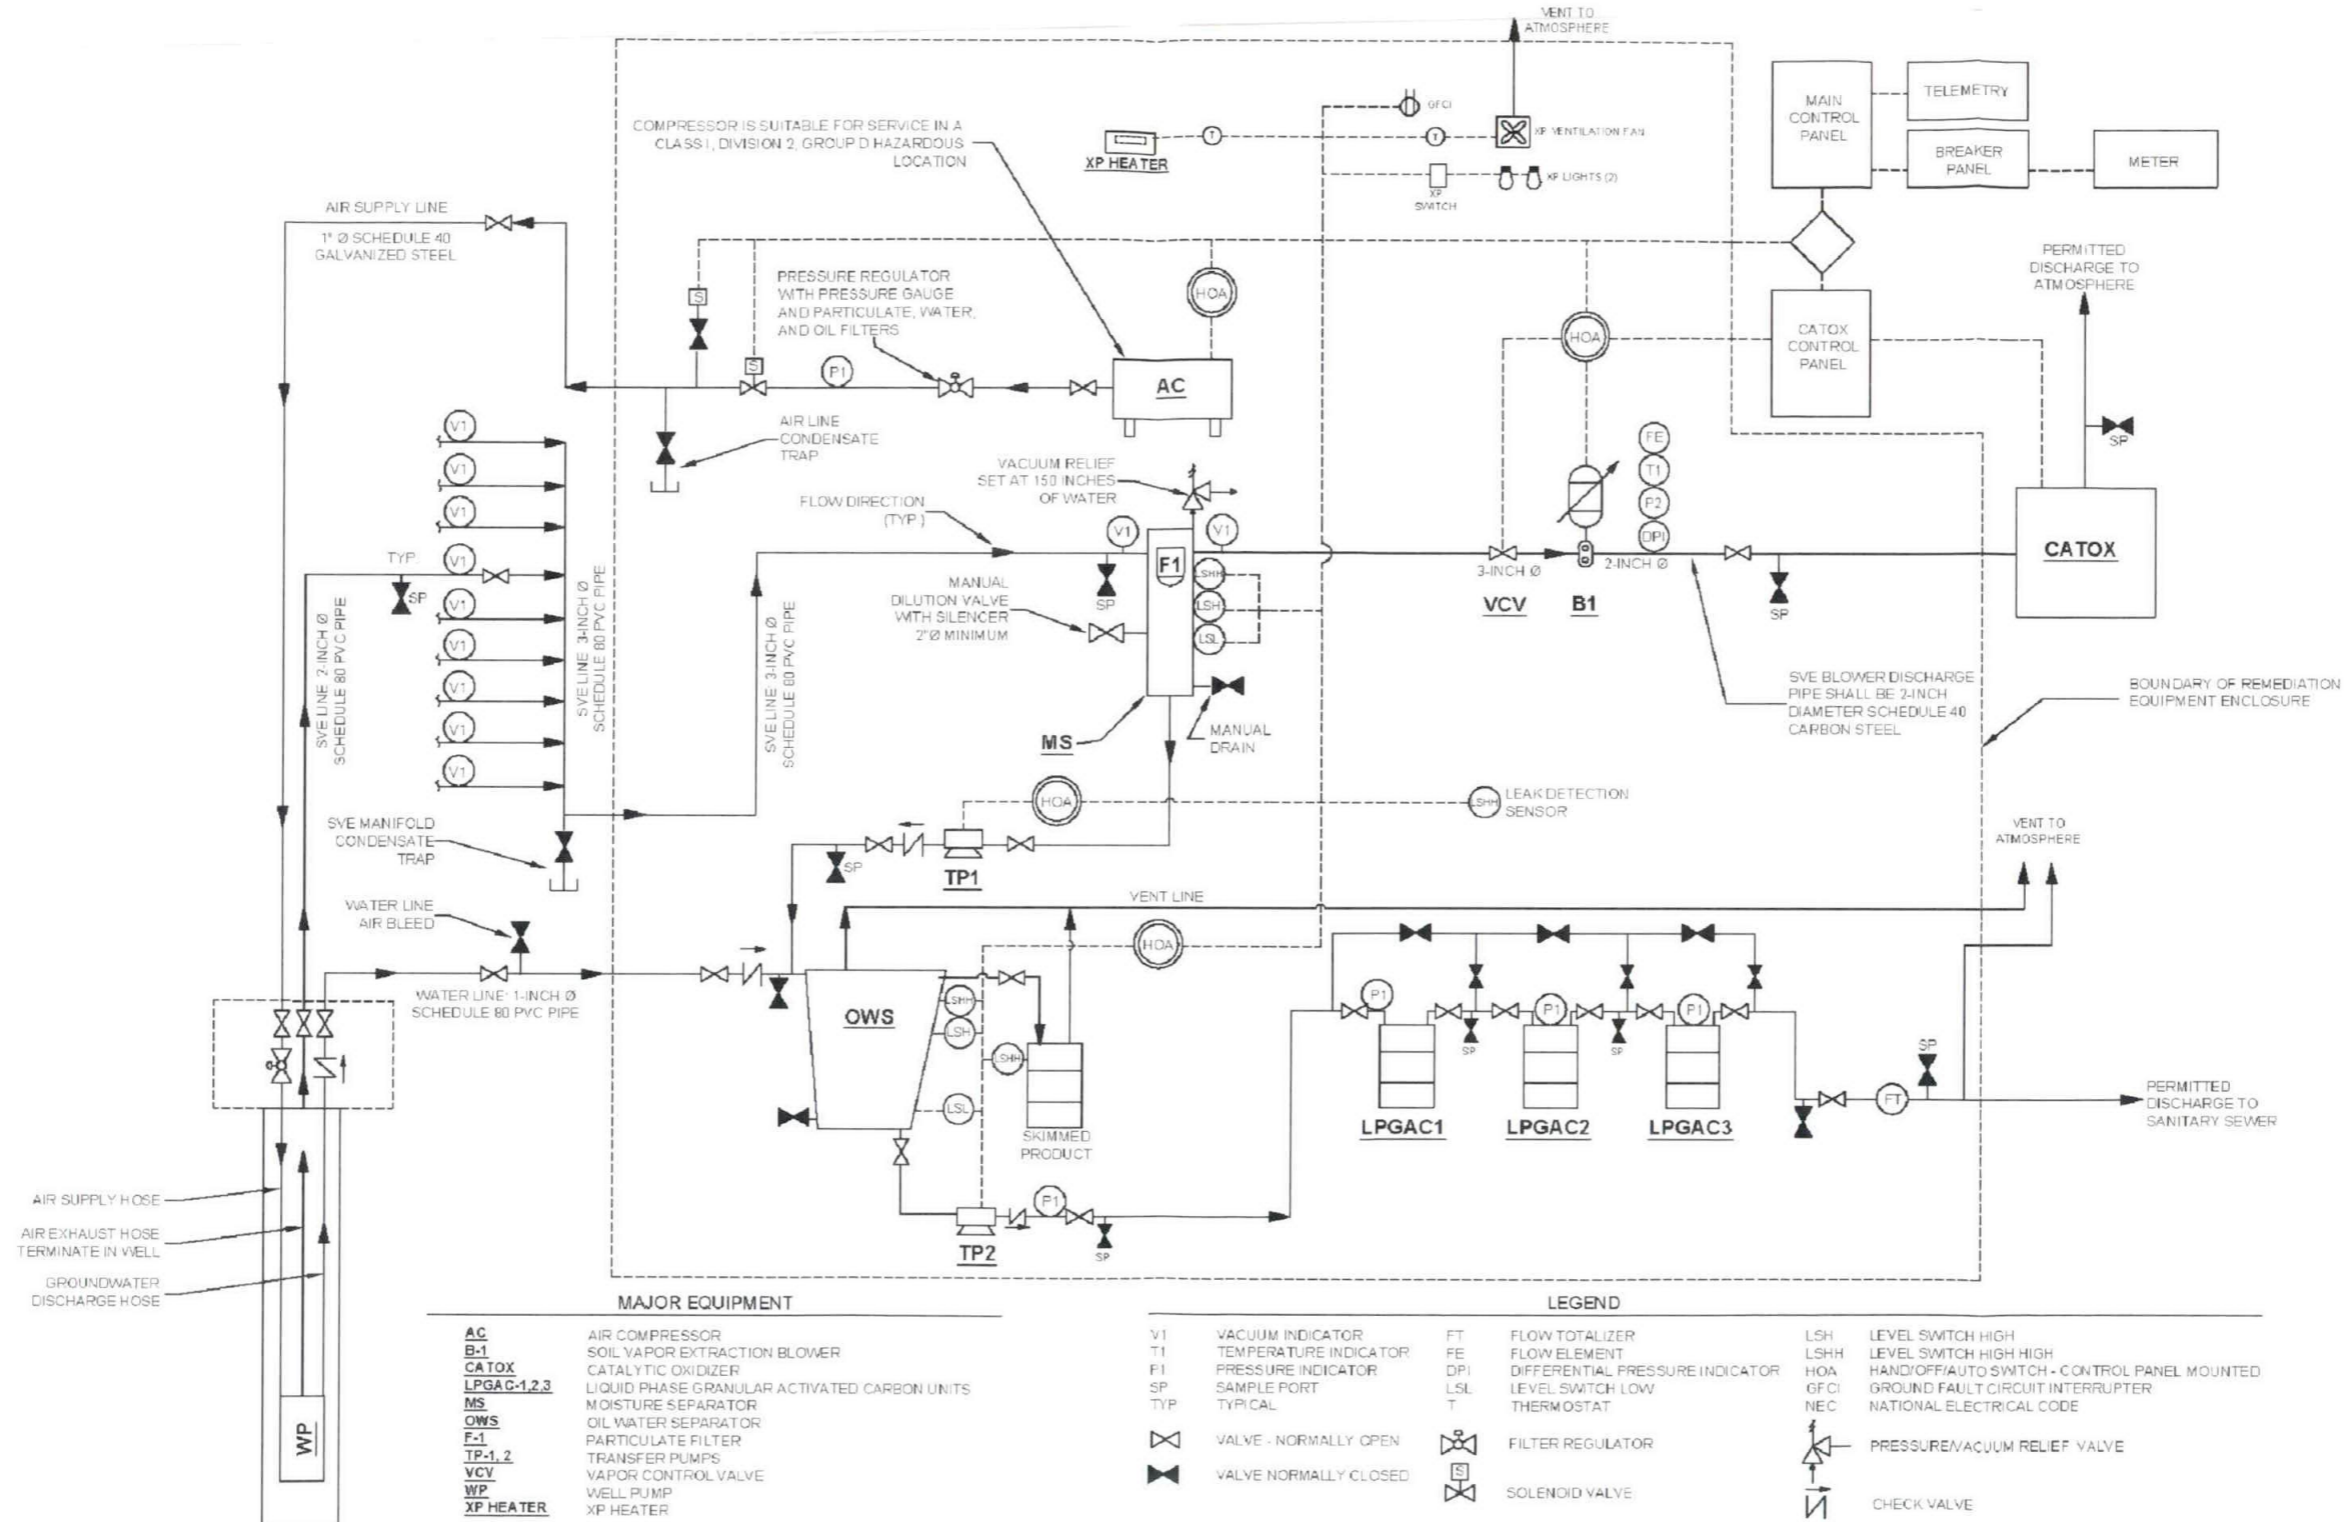 VENT TO
ATMOSPHERE
GFCI
COMPRESSOR IS SUITABLE FOR SERVICE IN A
CLASS I, DIVISION 2, GROUP D HAZARDOUS
LOCATION
XP HEATER
T
T
XP VENTILATION FAN
XP LIGHTS (2)
XP
SWITCH
MAIN
CONTROL
PANEL
TELEMETRY
BREAKER
PANEL
METER
AIR SUPPLY LINE
1" Ø SCHEDULE 40
GALVANIZED STEEL
PRESSURE REGULATOR
WITH PRESSURE GAUGE
AND PARTICULATE, WATER,
AND OIL FILTERS
S
S
P1
HOA
AC
HOA
CATOX
CONTROL
PANEL
PERMITTED
DISCHARGE TO
ATMOSPHERE
SP
AIR LINE
CONDENSATE
TRAP
VACUUM RELIEF
SET AT 150 INCHES
OF WATER
FLOW DIRECTION
(TYP.)
V1
V1
V1
TYP.
V1
SP
V1
V1
V1
V1
V1
SVE LINE 2-INCH Ø
SCHEDULE 80 PVC PIPE
SVE LINE 3-INCH Ø
SCHEDULE 80 PVC PIPE
SVE LINE 3-INCH Ø
SCHEDULE 80 PVC PIPE
V1
V1
F1
SP
LSHH
LSH
LSL
MANUAL
DILUTION VALVE
WITH SILENCER
2"Ø MINIMUM
MS
MANUAL
DRAIN
FE
T1
P2
DPI
3-INCH Ø
2-INCH Ø
VCV
B1
SP
CATOX
SVE BLOWER DISCHARGE
PIPE SHALL BE 2-INCH
DIAMETER SCHEDULE 40
CARBON STEEL
BOUNDARY OF REMEDIATION
EQUIPMENT ENCLOSURE
SVE MANIFOLD
CONDENSATE
TRAP
HOA
LSHH
LEAK DETECTION
SENSOR
SP
TP1
VENT TO
ATMOSPHERE
WATER LINE
AIR BLEED
VENT LINE
HOA
WATER LINE: 1-INCH Ø
SCHEDULE 80 PVC PIPE
OWS
LSHH
LSH
LSHH
LSL
SKIMMED
PRODUCT
P1
P1
P1
SP
SP
LPGAC1
LPGAC2
LPGAC3
SP
FT
PERMITTED
DISCHARGE TO
SANITARY SEWER
P1
TP2
SP
AIR SUPPLY HOSE
AIR EXHAUST HOSE
TERMINATE IN WELL
GROUNDWATER
DISCHARGE HOSE
WP
MAJOR EQUIPMENT
AC AIR COMPRESSOR
B-1 SOIL VAPOR EXTRACTION BLOWER
CATOX CATALYTIC OXIDIZER
LPGAC-1,2,3 LIQUID PHASE GRANULAR ACTIVATED CARBON UNITS
MS MOISTURE SEPARATOR
OWS OIL WATER SEPARATOR
F-1 PARTICULATE FILTER
TP-1, 2 TRANSFER PUMPS
VCV VAPOR CONTROL VALVE
WP WELL PUMP
XP HEATER XP HEATER
LEGEND
V1 VACUUM INDICATOR
T1 TEMPERATURE INDICATOR
P1 PRESSURE INDICATOR
SP SAMPLE PORT
TYP TYPICAL
VALVE - NORMALLY OPEN
VALVE NORMALLY CLOSED
FT FLOW TOTALIZER
FE FLOW ELEMENT
DPI DIFFERENTIAL PRESSURE INDICATOR
LSL LEVEL SWITCH LOW
T THERMOSTAT
FILTER REGULATOR
S
SOLENOID VALVE
LSH LEVEL SWITCH HIGH
LSHH LEVEL SWITCH HIGH HIGH
HOA HAND/OFF/AUTO SWITCH - CONTROL PANEL MOUNTED
GFCI GROUND FAULT CIRCUIT INTERRUPTER
NEC NATIONAL ELECTRICAL CODE
PRESSURE/VACUUM RELIEF VALVE
CHECK VALVE